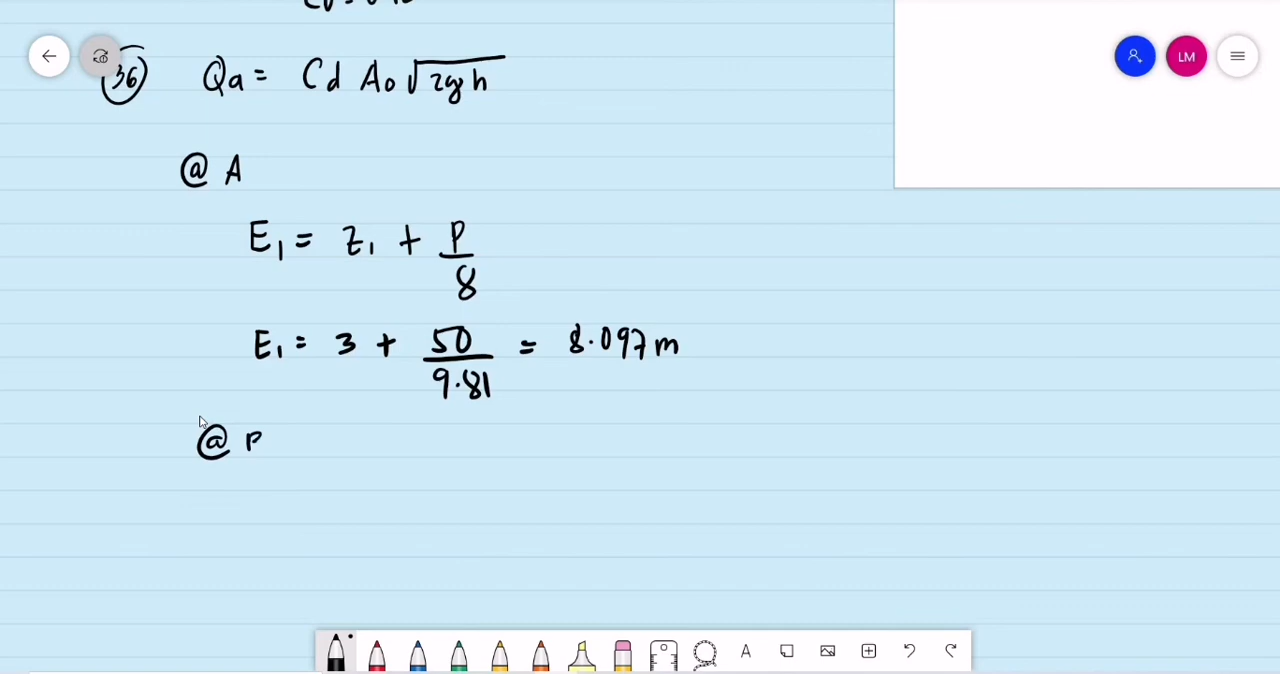 36 Qa = Cd Ao √2gh
@ A
E₁ = z₁ + P/8
E₁ = 3 + 50/9.81 = 8.097 m
@
LM
A